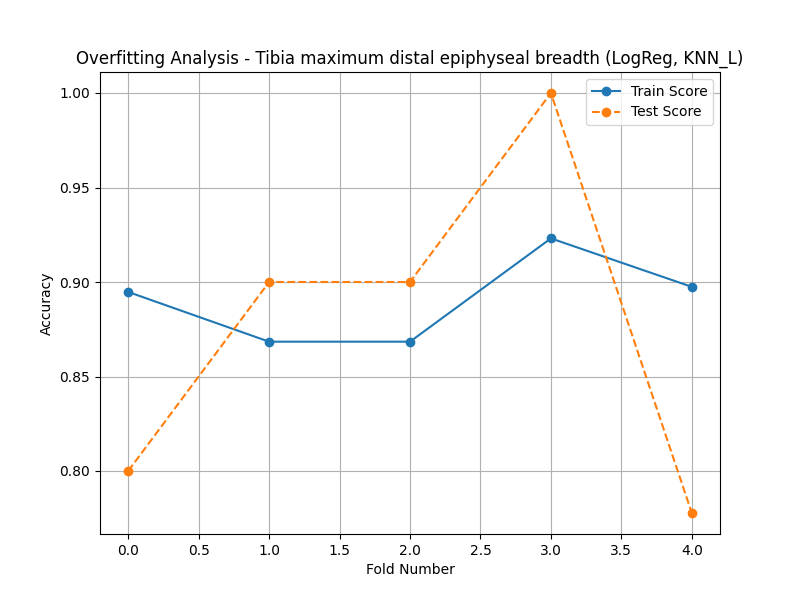 Overfitting Analysis - Tibia maximum distal epiphyseal breadth (LogReg, KNN_L)
Train Score
Test Score
1.00
0.95
0.90
0.85
0.80
Accuracy
0.0 0.5 1.0 1.5 2.0 2.5 3.0 3.5 4.0
Fold Number